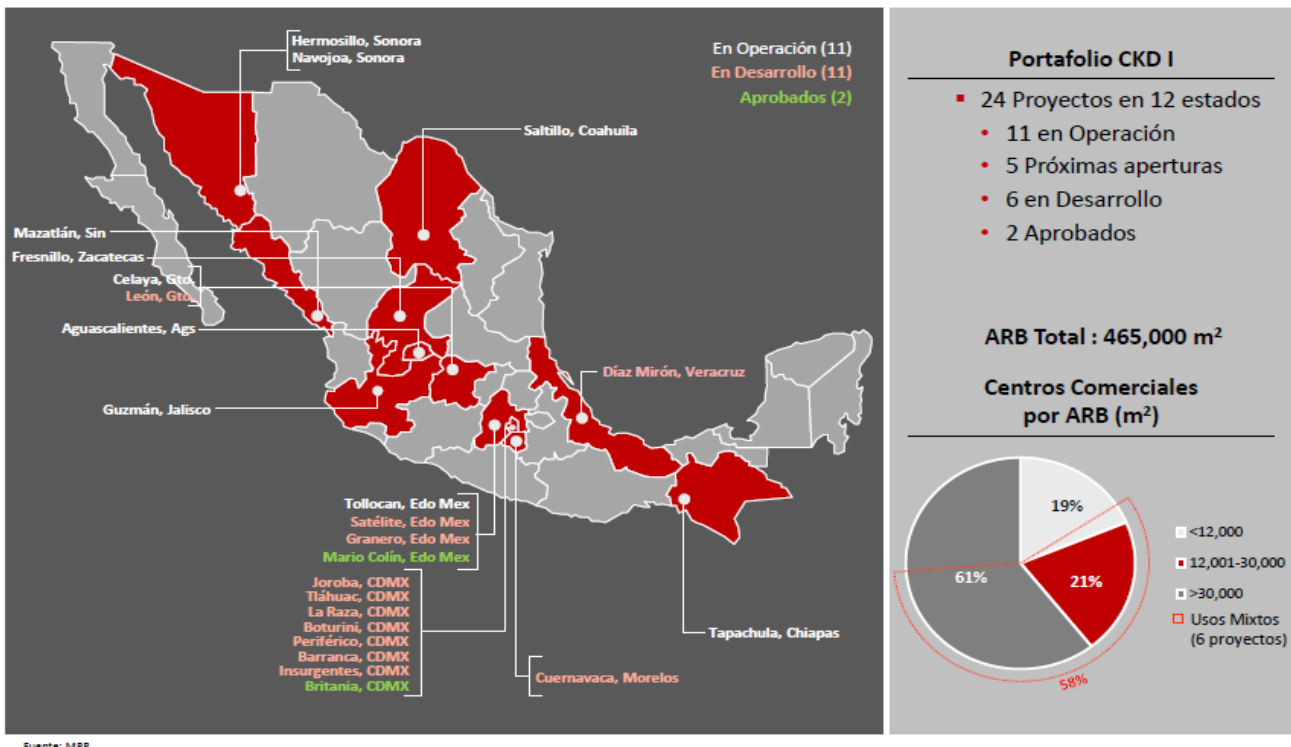 Hermosillo, Sonora
Navojoa, Sonora
En Operación (11)
En Desarrollo (11)
Aprobados (2)
Saltillo, Coahuila
Mazatlán, Sin
Fresnillo, Zacatecas
Celaya, Gto.
León, Gto.
Aguascalientes, Ags
Guzmán, Jalisco
Díaz Mirón, Veracruz
Tollocan, Edo Mex
Satélite, Edo Mex
Granero, Edo Mex
Mario Colín, Edo Mex
Joroba, CDMX
Tláhuac, CDMX
La Raza, CDMX
Boturini, CDMX
Periférico, CDMX
Barranca, CDMX
Insurgentes, CDMX
Britania, CDMX
Tapachula, Chiapas
Cuernavaca, Morelos
Portafolio CKD I
24 Proyectos en 12 estados
11 en Operación
5 Próximas aperturas
6 en Desarrollo
2 Aprobados
ARB Total : 465,000 m²
Centros Comerciales
por ARB (m²)
19%
21%
61%
58%
<12,000
12,001-30,000
>30,000
Usos Mixtos
(6 proyectos)
Fuente: MRP